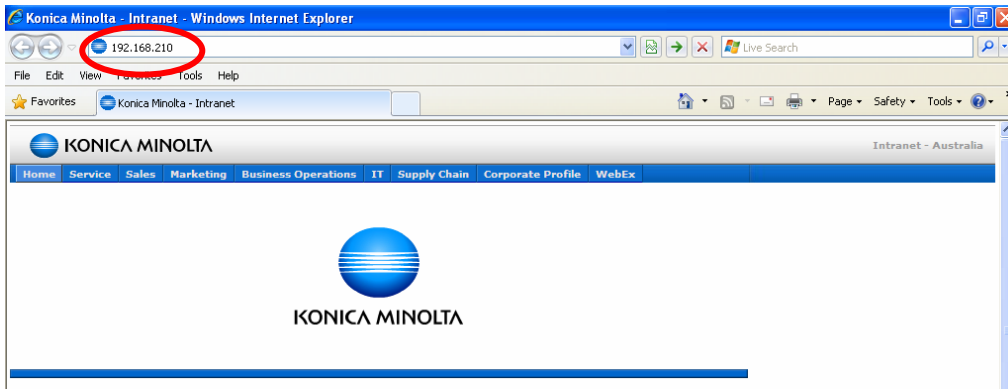 Konica Minolta - Intranet - Windows Internet Explorer
192.168.210
Live Search
File Edit View Favorites Tools Help
Favorites
Konica Minolta - Intranet
Page
Safety
Tools
KONICA MINOLTA
Intranet - Australia
Home Service Sales Marketing Business Operations IT Supply Chain Corporate Profile WebEx
KONICA MINOLTA